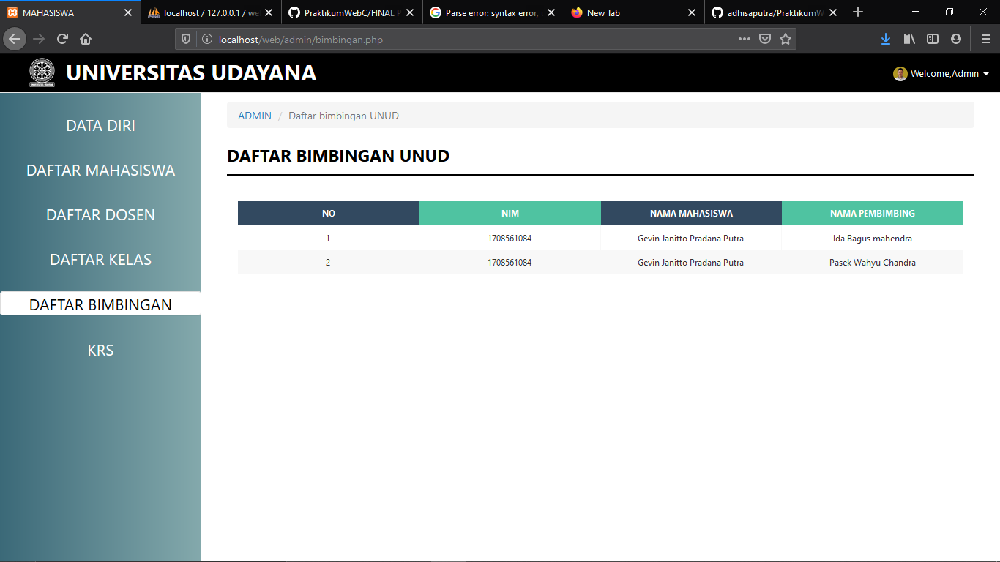 MAHASISWA
localhost / 127.0.0.1 / we
PraktikumWebC/FINAL P
Parse error: syntax error,
New Tab
adhisaputra/PraktikumW
localhost/web/admin/bimbingan.php
UNIVERSITAS UDAYANA
Welcome,Admin
DATA DIRI
DAFTAR MAHASISWA
DAFTAR DOSEN
DAFTAR KELAS
DAFTAR BIMBINGAN
KRS
ADMIN / Daftar bimbingan UNUD
DAFTAR BIMBINGAN UNUD
NO NIM NAMA MAHASISWA NAMA PEMBIMBING
1 1708561084 Gevin Janitto Pradana Putra Ida Bagus mahendra
2 1708561084 Gevin Janitto Pradana Putra Pasek Wahyu Chandra